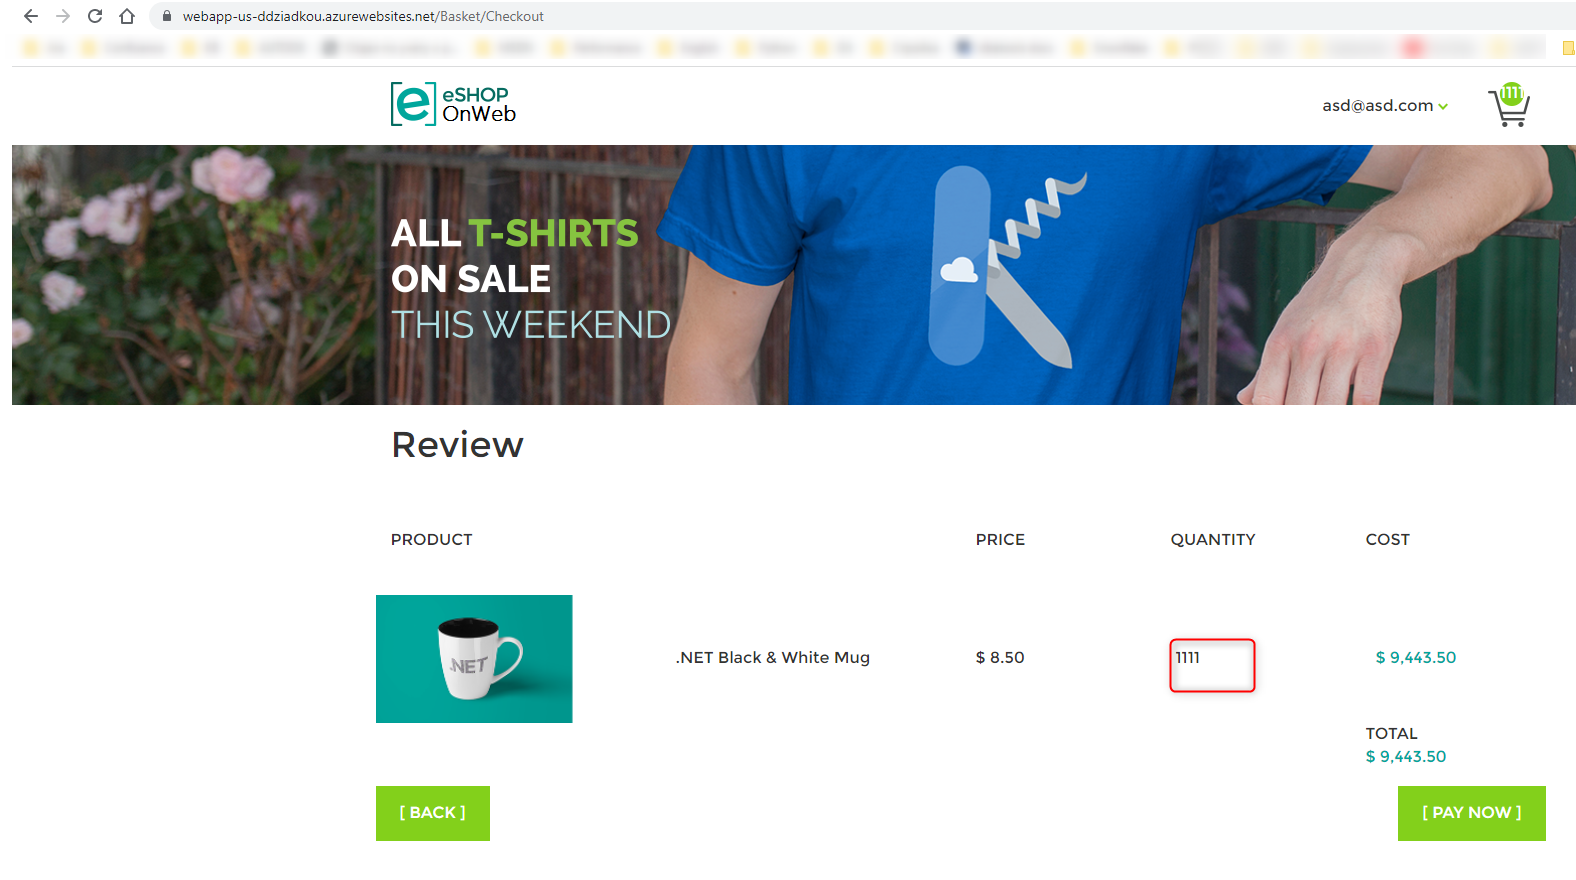 webapp-us-ddziadkou.azurewebsites.net/Basket/Checkout
eSHOP
OnWeb
asd@asd.com
1111
ALL T-SHIRTS
ON SALE
THIS WEEKEND
Review
PRODUCT PRICE QUANTITY COST
.NET
.NET Black & White Mug $ 8.50 1111 $ 9,443.50
TOTAL
$ 9,443.50
[ BACK ] [ PAY NOW ]